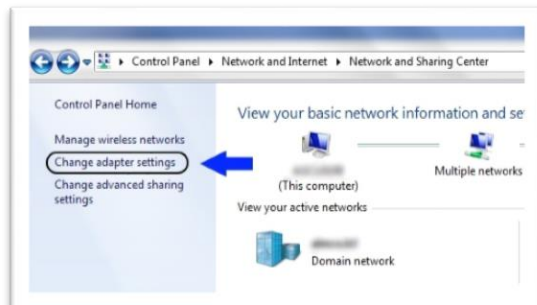 Control Panel ▸ Network and Internet ▸ Network and Sharing Center
Control Panel Home
Manage wireless networks
Change adapter settings
Change advanced sharing
settings
View your basic network information and se
(This computer)
Multiple networks
View your active networks
Domain network